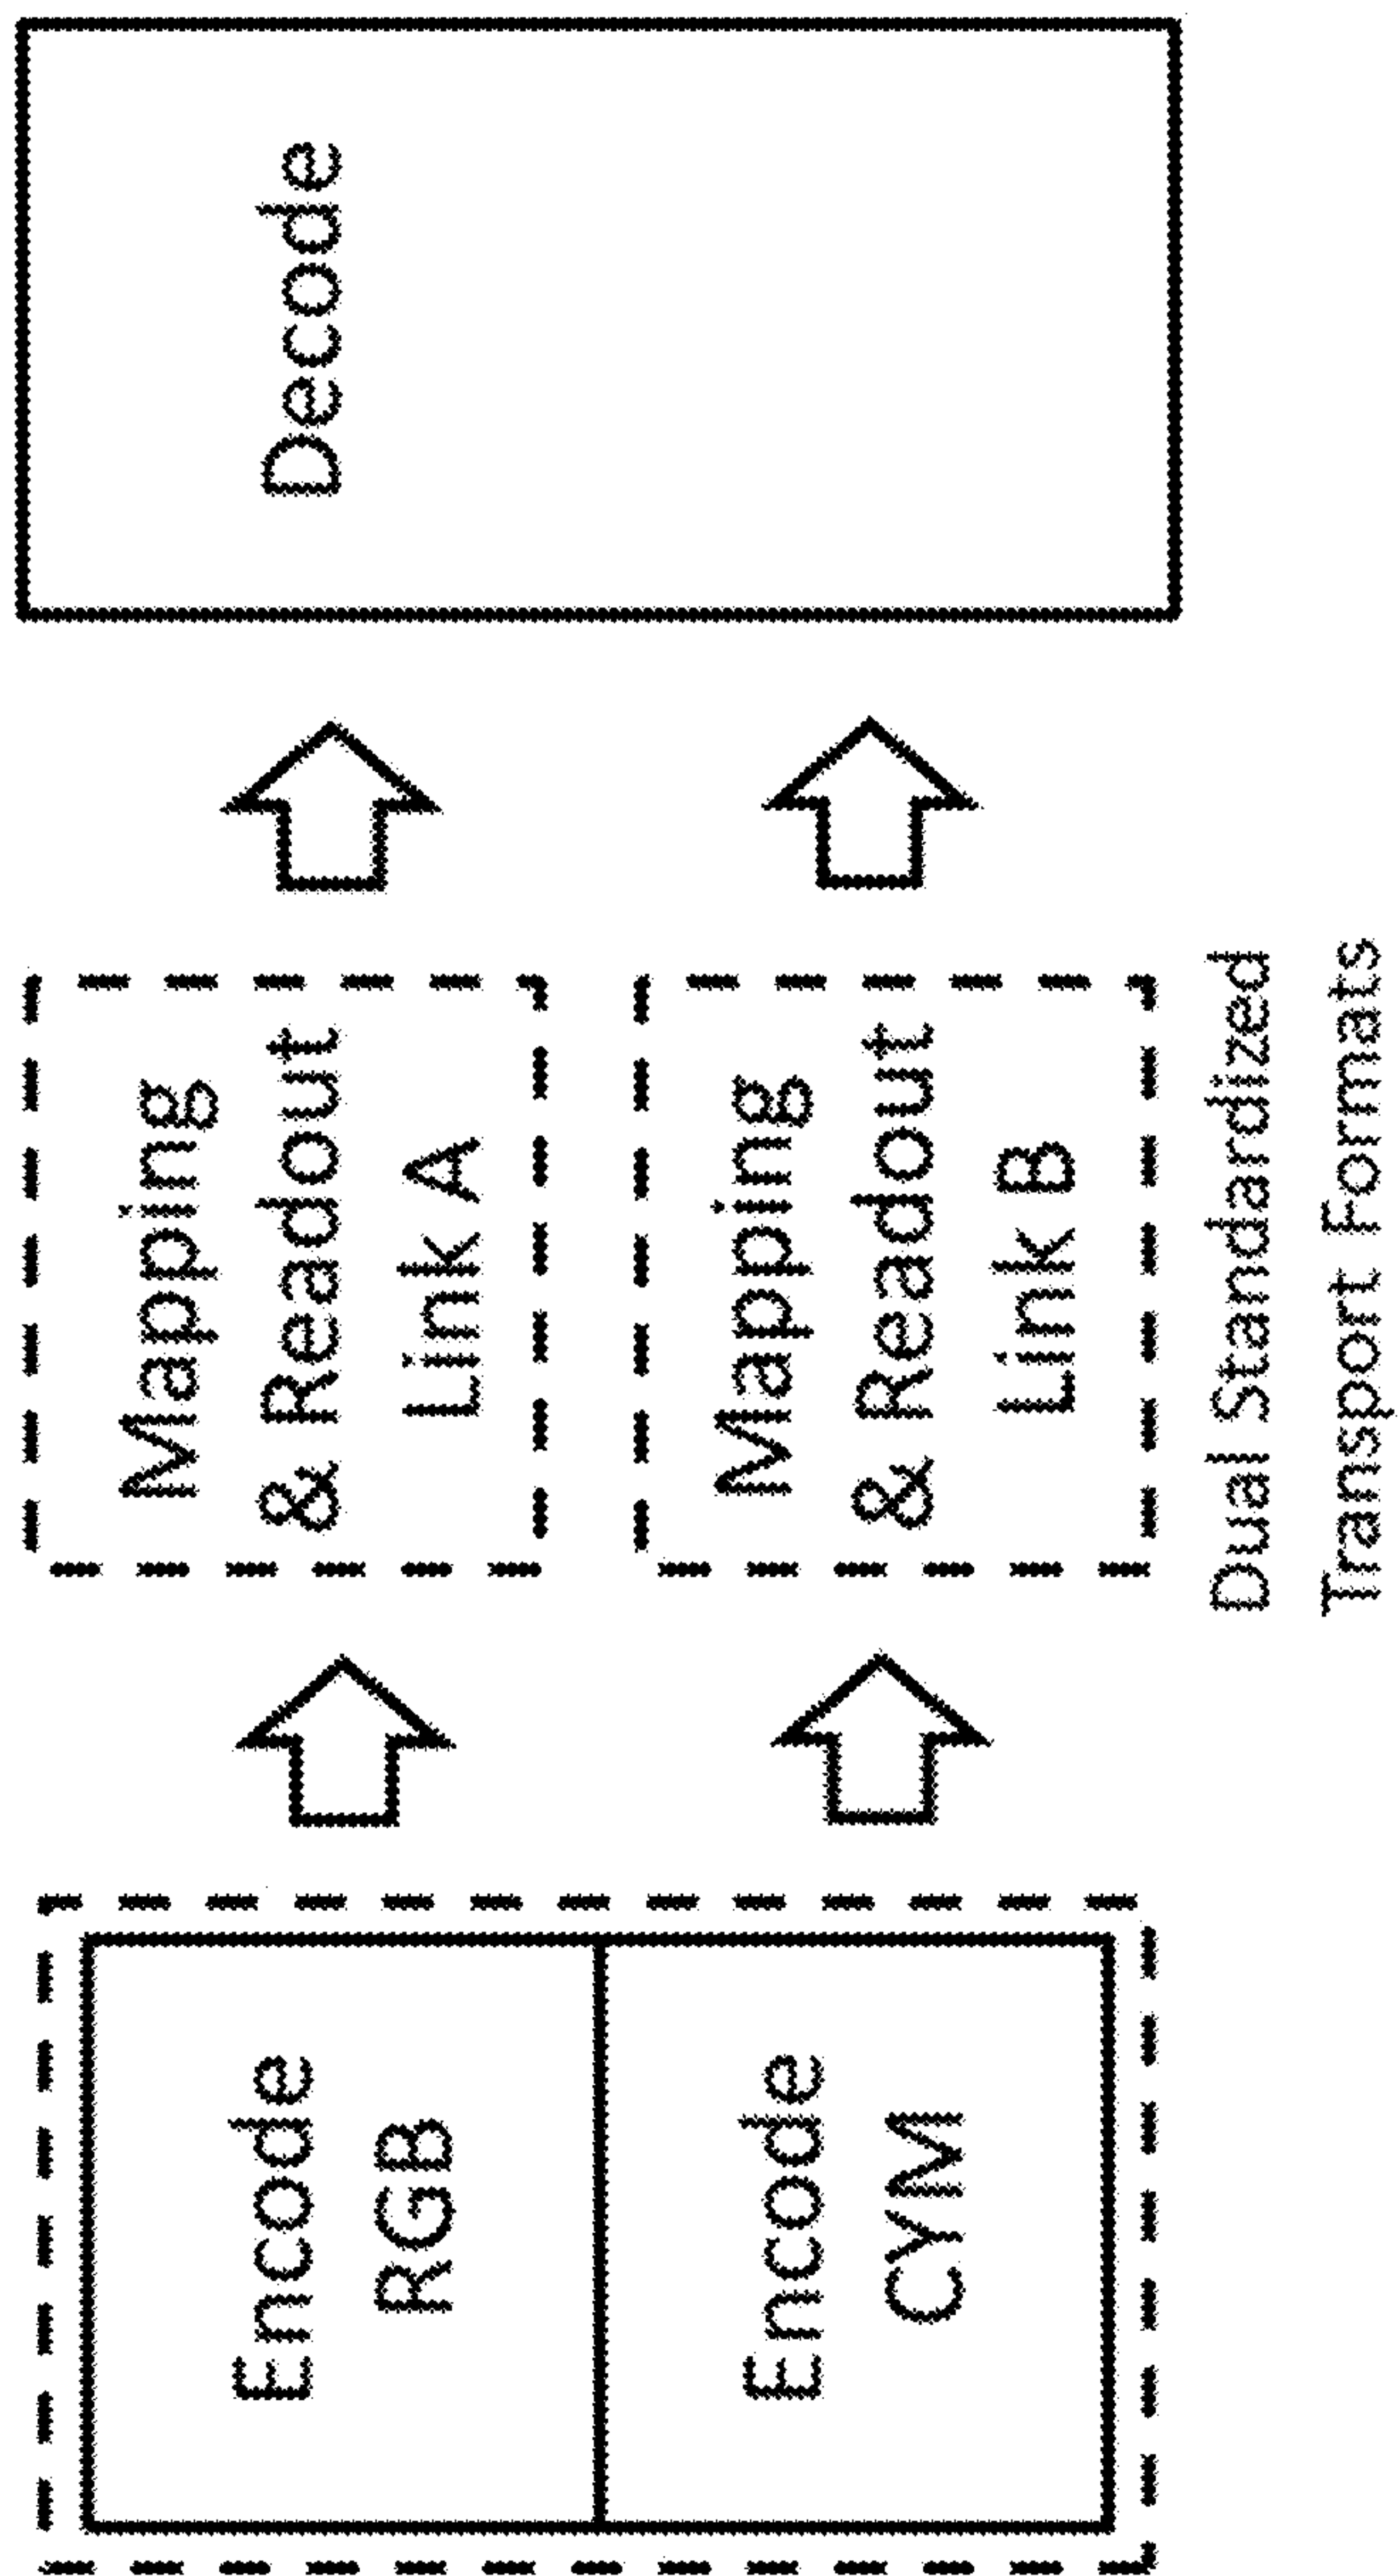 Encode
RGB
Encode
CYM
Mapping
& Readout
Link A
Mapping
& Readout
Link B
Dual Standardized
Transport Formats
Decode